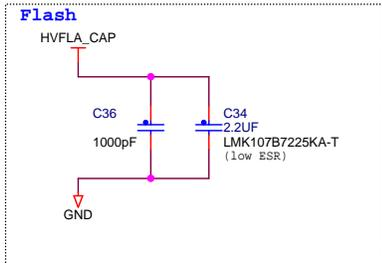 Flash
HVFLA_CAP
C36
1000pF
C34
2.2UF
LMK107B7225KA-T
(low ESR)
GND